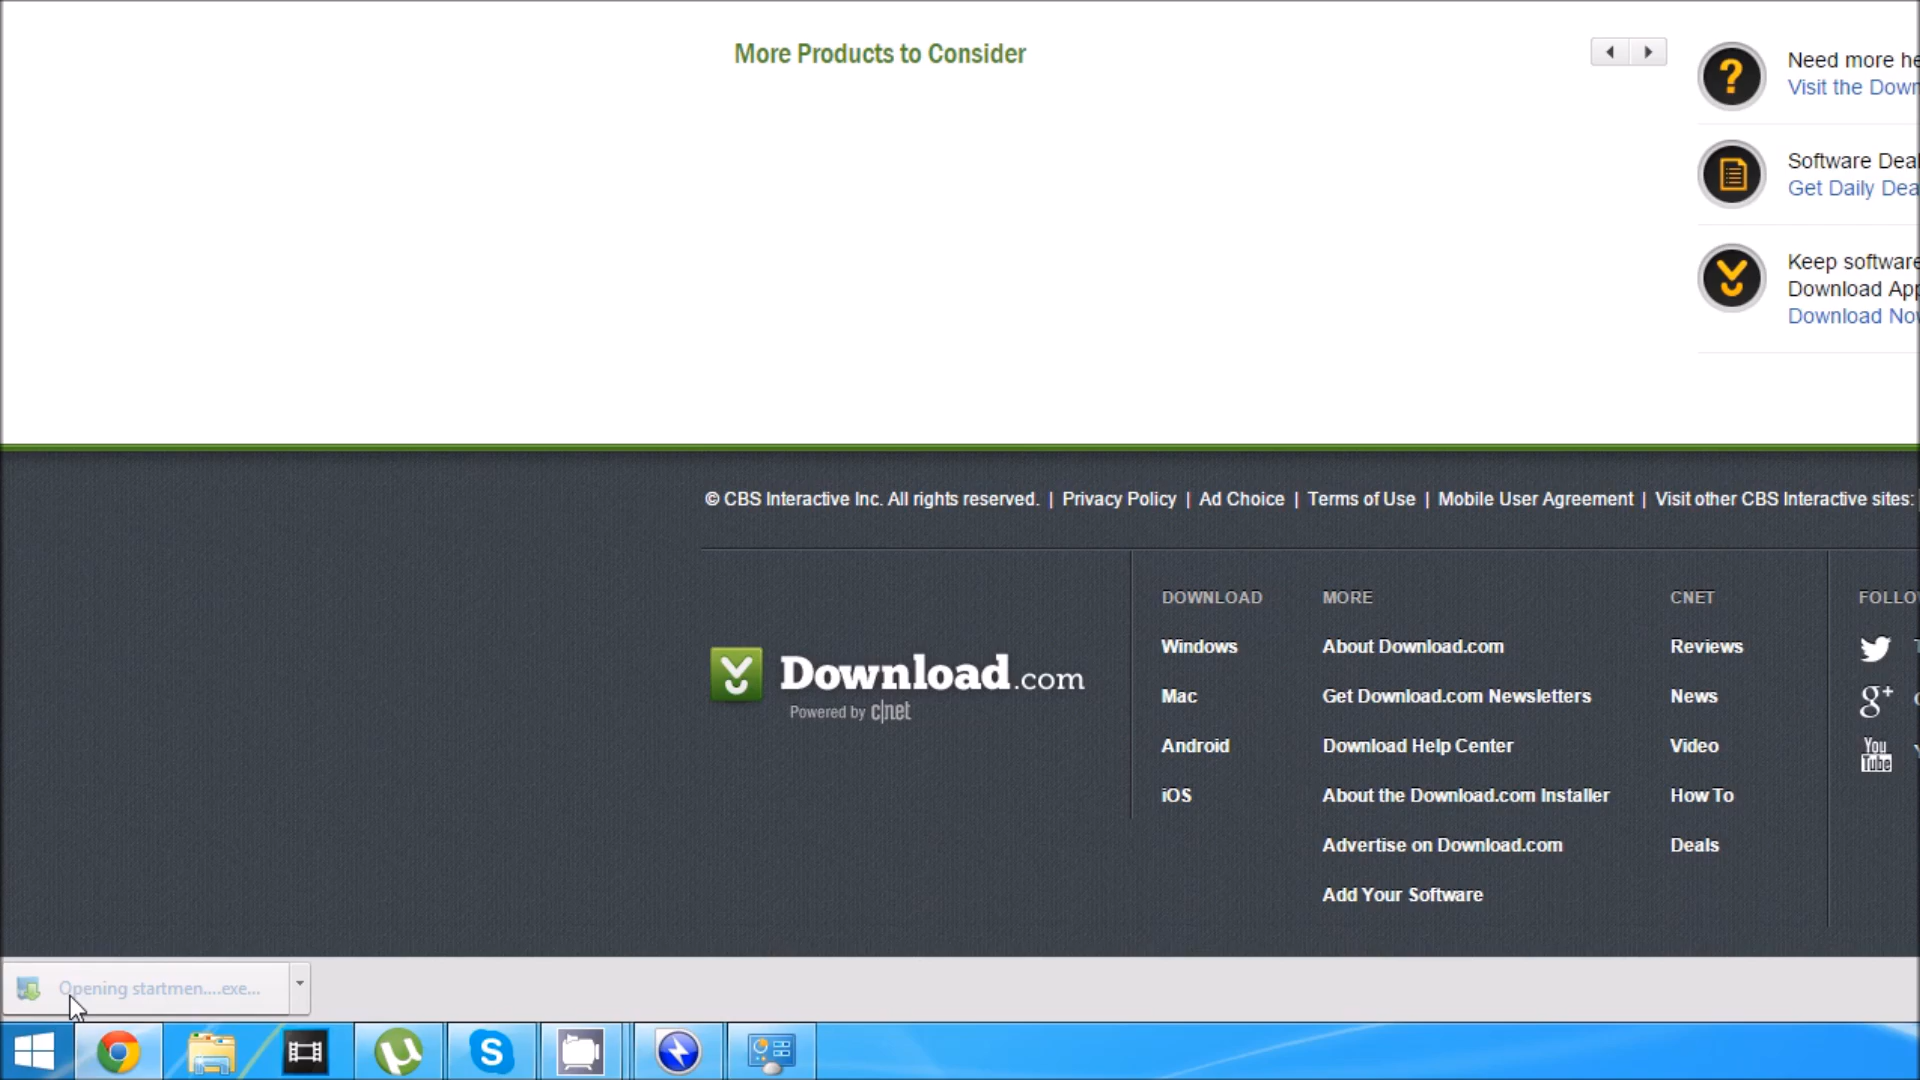 More Products to Consider
Need more he
Visit the Down
Software Deal
Get Daily Dea
Keep software
Download App
Download Now
© CBS Interactive Inc. All rights reserved. | Privacy Policy | Ad Choice | Terms of Use | Mobile User Agreement | Visit other CBS Interactive sites:
DOWNLOAD
Windows
Mac
Android
iOS
MORE
About Download.com
Get Download.com Newsletters
Download Help Center
About the Download.com Installer
Advertise on Download.com
Add Your Software
CNET
Reviews
News
Video
How To
Deals
FOLLO
g+
You
Tube
Download.com
Powered by c|net
Opening startmen....exe...
S